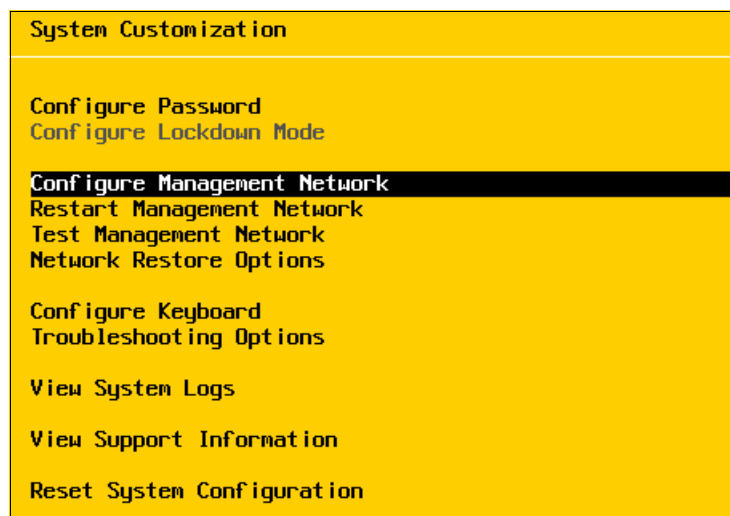 System Customization
Configure Password
Configure Lockdown Mode
Configure Management Network
Restart Management Network
Test Management Network
Network Restore Options
Configure Keyboard
Troubleshooting Options
View System Logs
View Support Information
Reset System Configuration